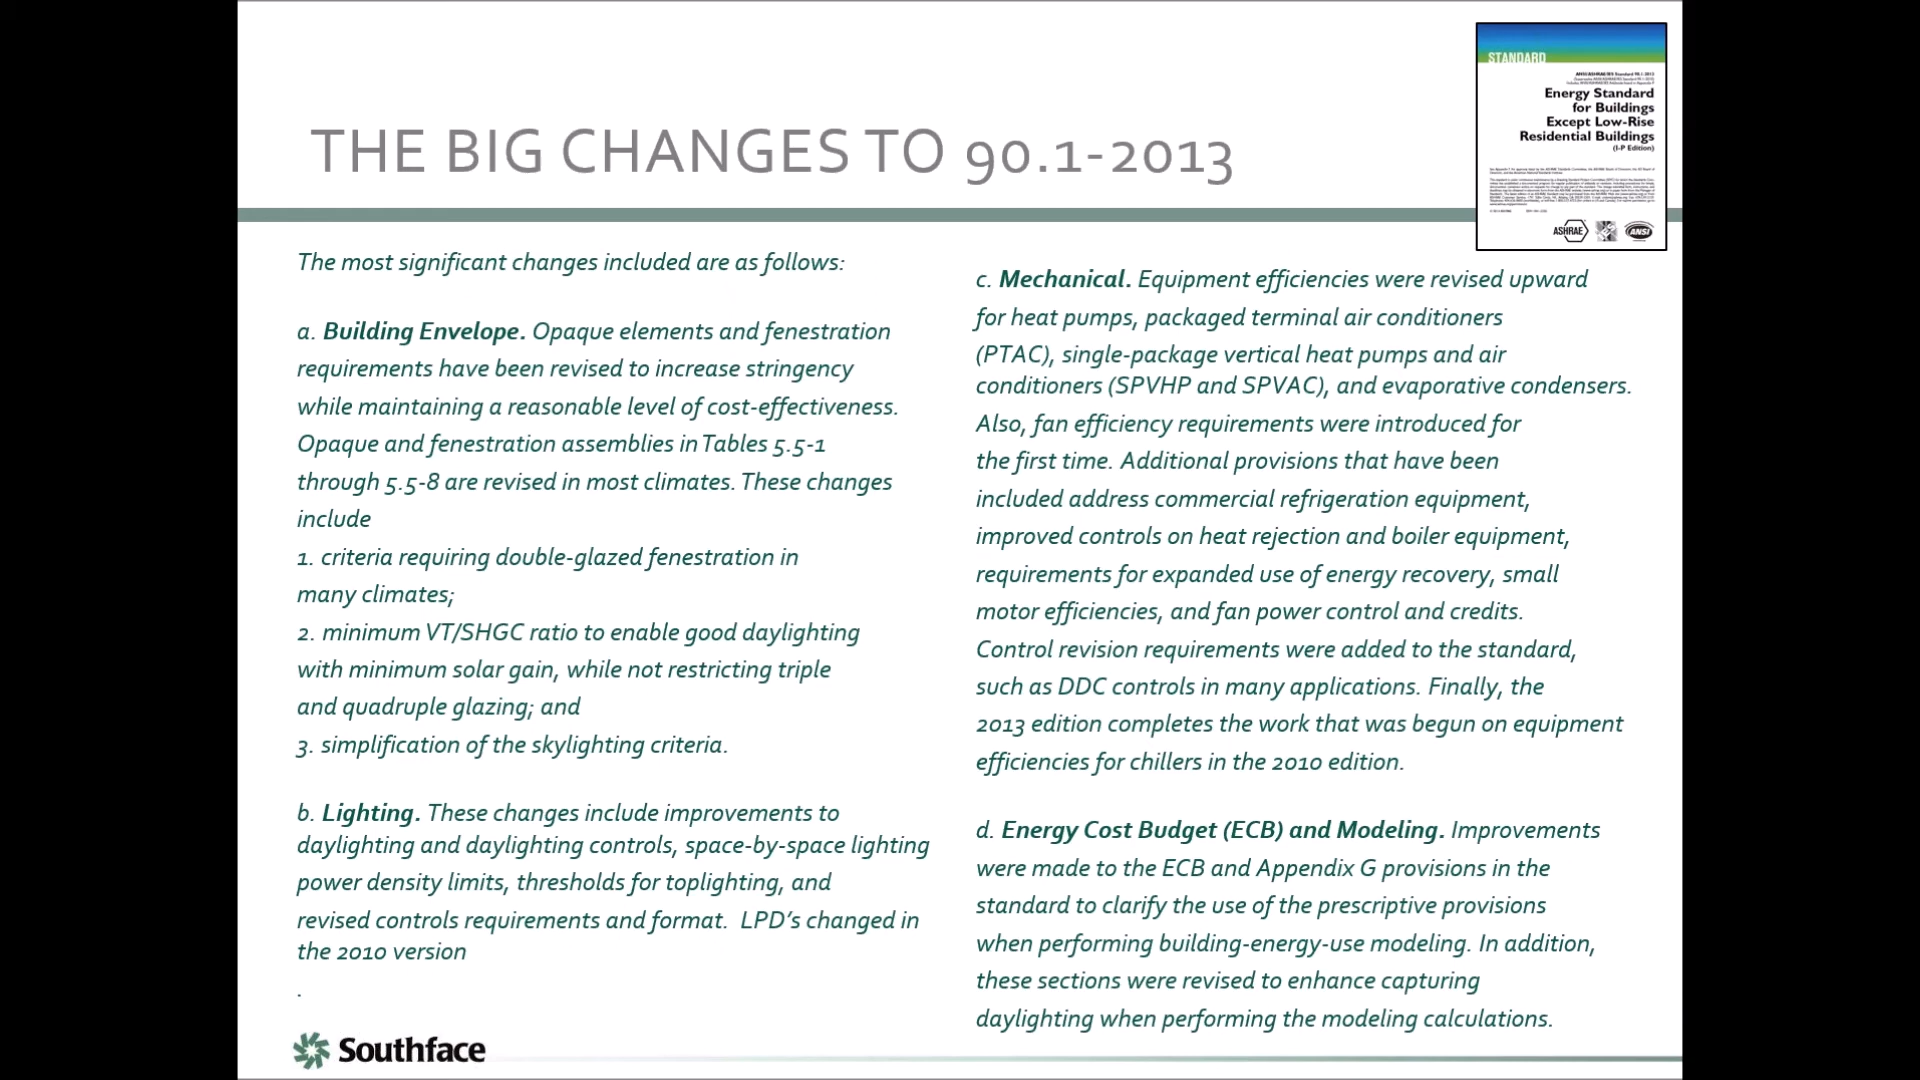 THE BIG CHANGES TO 90.1-2013
STANDARD
ANSI/ASHRAE/IES Standard 90.1-2013
Energy Standard
for Buildings
Except Low-Rise
Residential Buildings
(I-P Edition)
ASHRAE
ANSI
The most significant changes included are as follows:
a. Building Envelope. Opaque elements and fenestration
requirements have been revised to increase stringency
while maintaining a reasonable level of cost-effectiveness.
Opaque and fenestration assemblies in Tables 5.5-1
through 5.5-8 are revised in most climates. These changes
include
1. criteria requiring double-glazed fenestration in
many climates;
2. minimum VT/SHGC ratio to enable good daylighting
with minimum solar gain, while not restricting triple
and quadruple glazing; and
3. simplification of the skylighting criteria.
b. Lighting. These changes include improvements to
daylighting and daylighting controls, space-by-space lighting
power density limits, thresholds for toplighting, and
revised controls requirements and format.  LPD's changed in
the 2010 version
.
c. Mechanical. Equipment efficiencies were revised upward
for heat pumps, packaged terminal air conditioners
(PTAC), single-package vertical heat pumps and air
conditioners (SPVHP and SPVAC), and evaporative condensers.
Also, fan efficiency requirements were introduced for
the first time. Additional provisions that have been
included address commercial refrigeration equipment,
improved controls on heat rejection and boiler equipment,
requirements for expanded use of energy recovery, small
motor efficiencies, and fan power control and credits.
Control revision requirements were added to the standard,
such as DDC controls in many applications. Finally, the
2013 edition completes the work that was begun on equipment
efficiencies for chillers in the 2010 edition.
d. Energy Cost Budget (ECB) and Modeling. Improvements
were made to the ECB and Appendix G provisions in the
standard to clarify the use of the prescriptive provisions
when performing building-energy-use modeling. In addition,
these sections were revised to enhance capturing
daylighting when performing the modeling calculations.
Southface